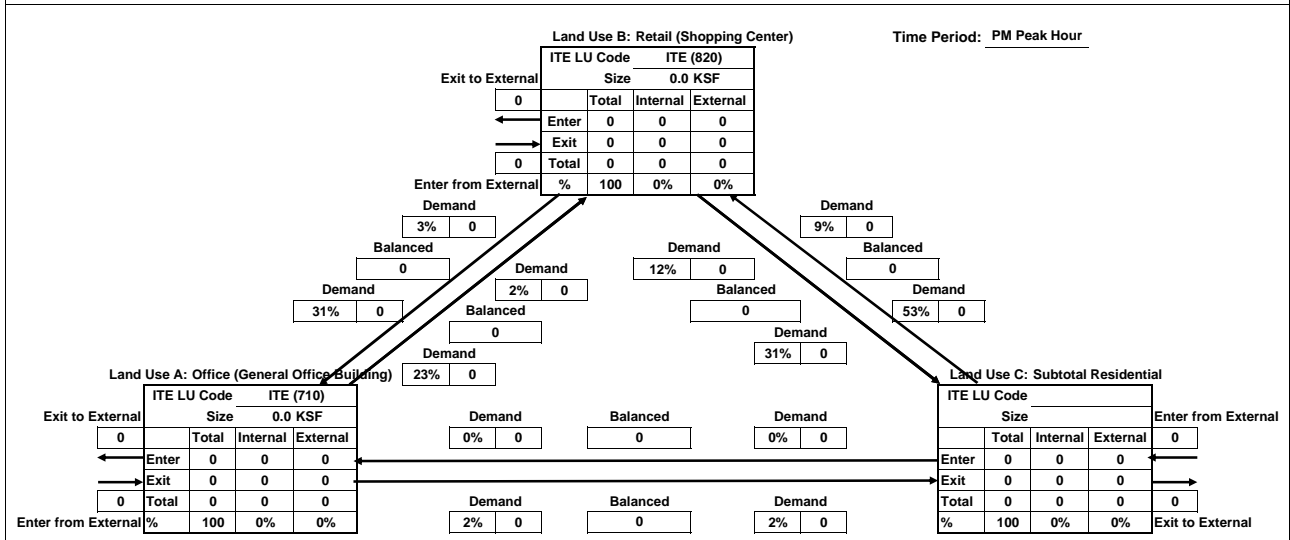 Land Use B: Retail (Shopping Center)
Time Period: PM Peak Hour
ITE LU Code ITE (820)
Exit to External Size 0.0 KSF
0 Total Internal External
Enter 0 0 0
Exit 0 0 0
0 Total 0 0 0
Enter from External % 100 0% 0%
Demand Demand
3% 0 9% 0
Balanced Demand Balanced
0 Demand 12% 0 0
Demand 2% 0 Balanced Demand
31% 0 Balanced 0 53% 0
0 Demand
Demand 31% 0
Land Use A: Office (General Office Building) 23% 0 Land Use C: Subtotal Residential
ITE LU Code ITE (710) ITE LU Code
Exit to External Size 0.0 KSF Demand Balanced Demand Size Enter from External
0 Total Internal External 0% 0 0 0% 0 Total Internal External 0
Enter 0 0 0 Enter 0 0 0
Exit 0 0 0 Exit 0 0 0
0 Total 0 0 0 Demand Balanced Demand Total 0 0 0 0
Enter from External % 100 0% 0% 2% 0 0 2% 0 % 100 0% 0% Exit to External